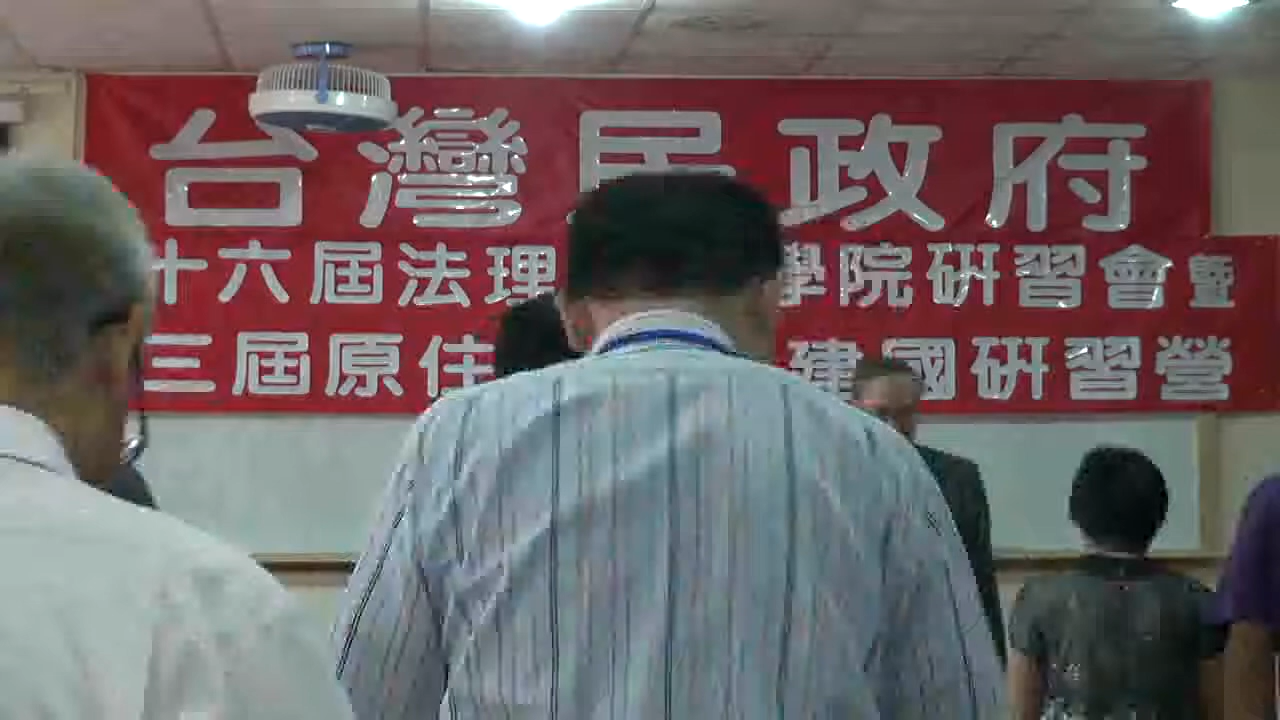 台灣民政府
十六屆法理 學院研習會暨
三屆原住 建國研習營